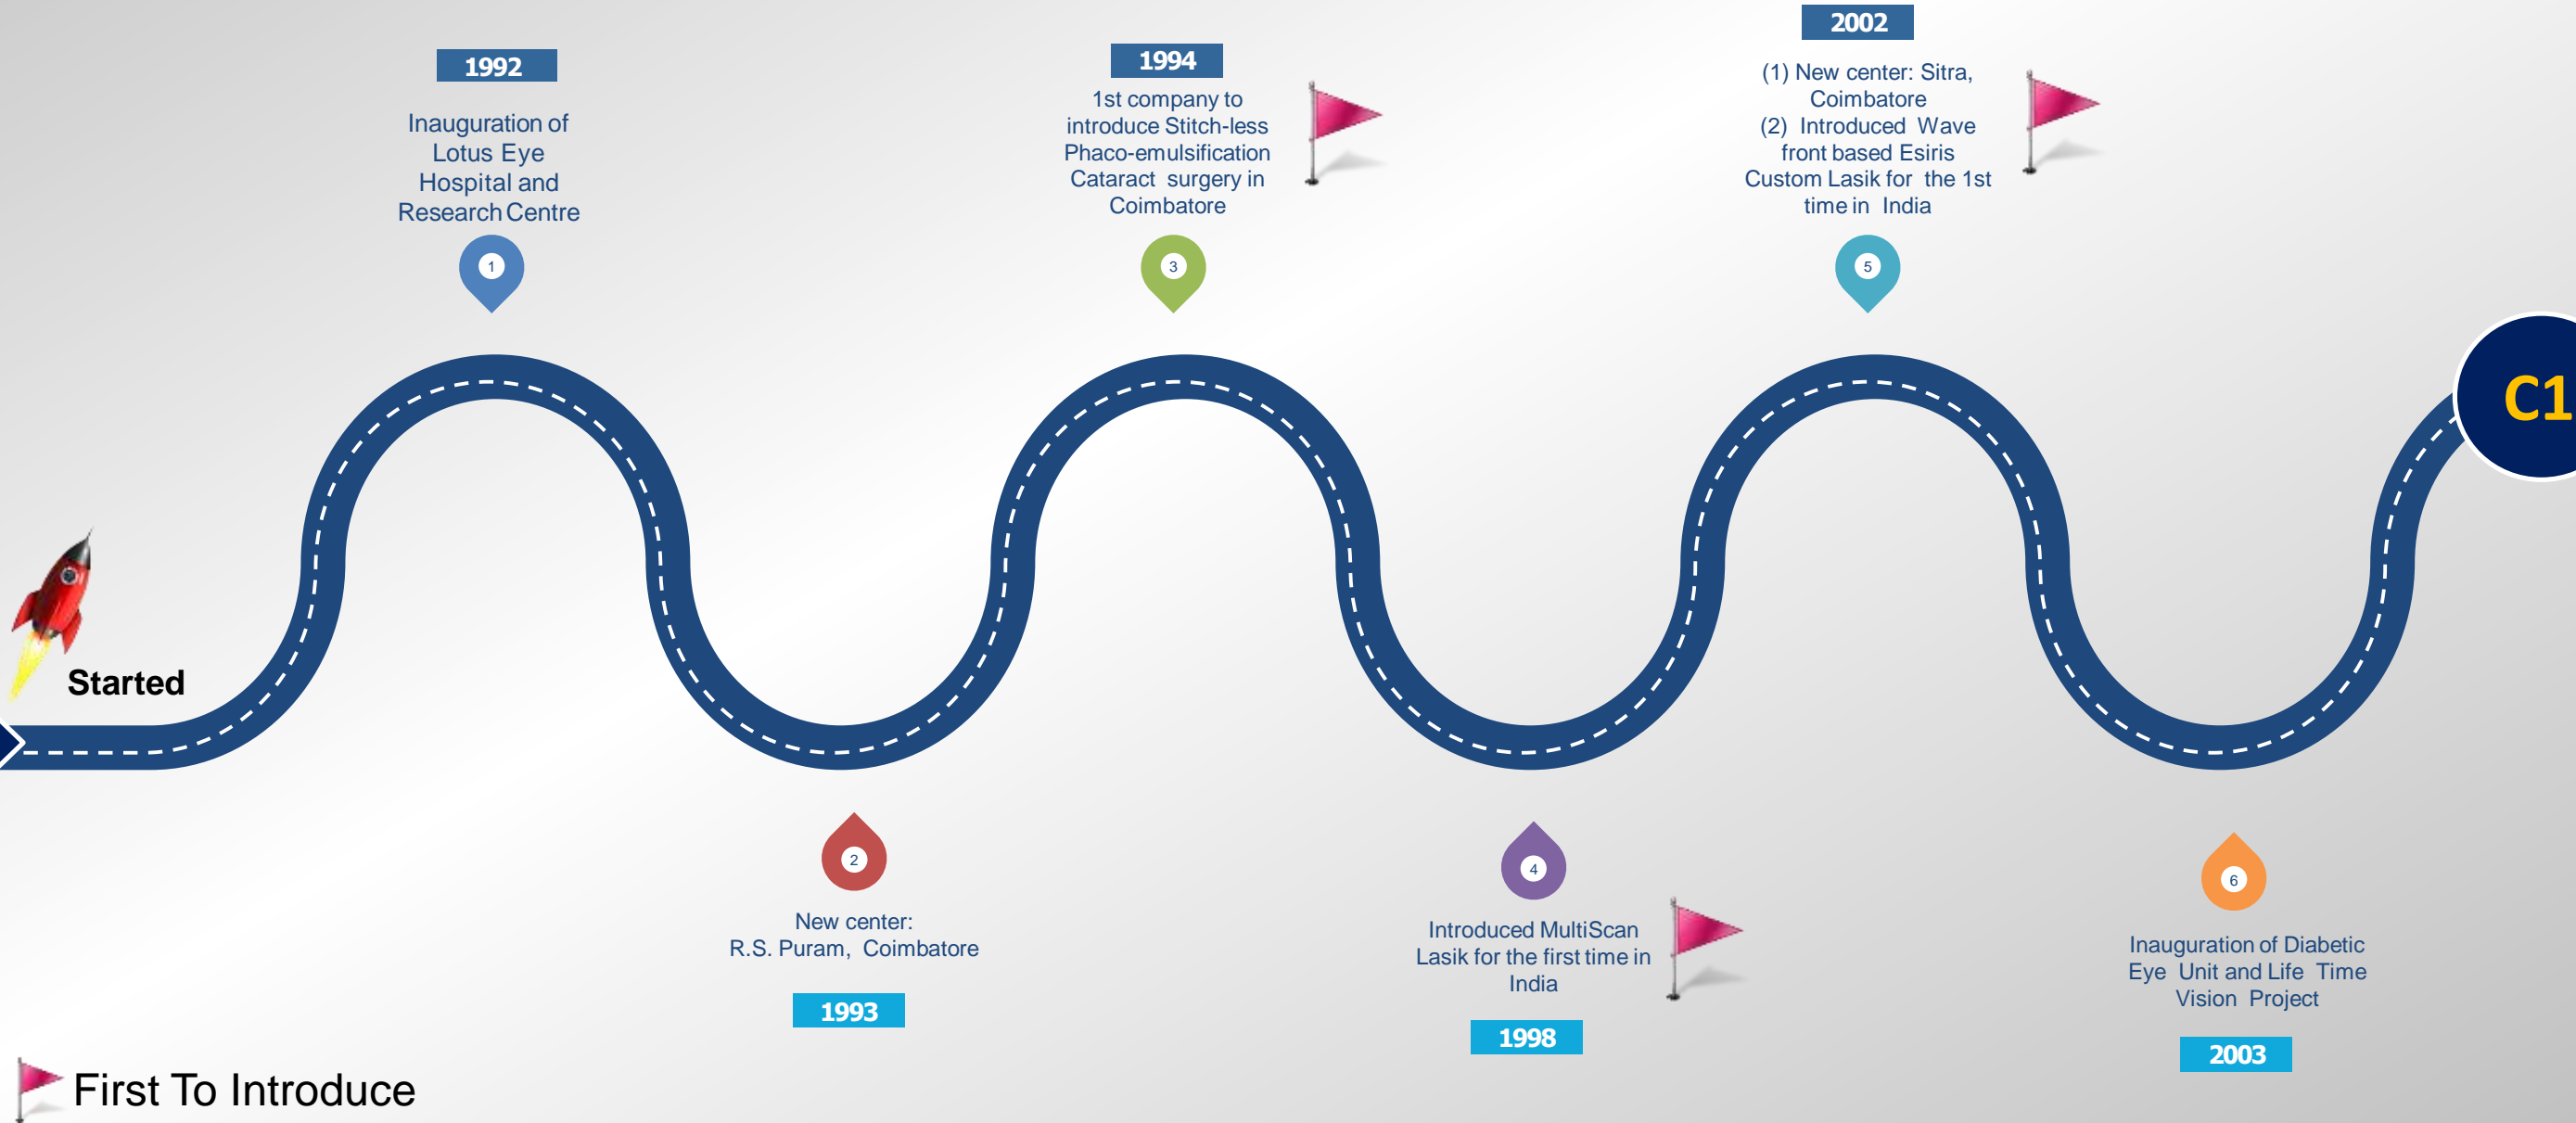 1992
Inauguration of
Lotus Eye
Hospital and
Research Centre
1
1994
1st company to
introduce Stitch-less
Phaco-emulsification
Cataract surgery in
Coimbatore
3
2002
(1) New center: Sitra,
Coimbatore
(2) Introduced Wave
front based Esiris
Custom Lasik for the 1st
time in India
5
C1
Started
2
New center:
R.S. Puram, Coimbatore
1993
4
Introduced MultiScan
Lasik for the first time in
India
1998
6
Inauguration of Diabetic
Eye Unit and Life Time
Vision Project
2003
First To Introduce